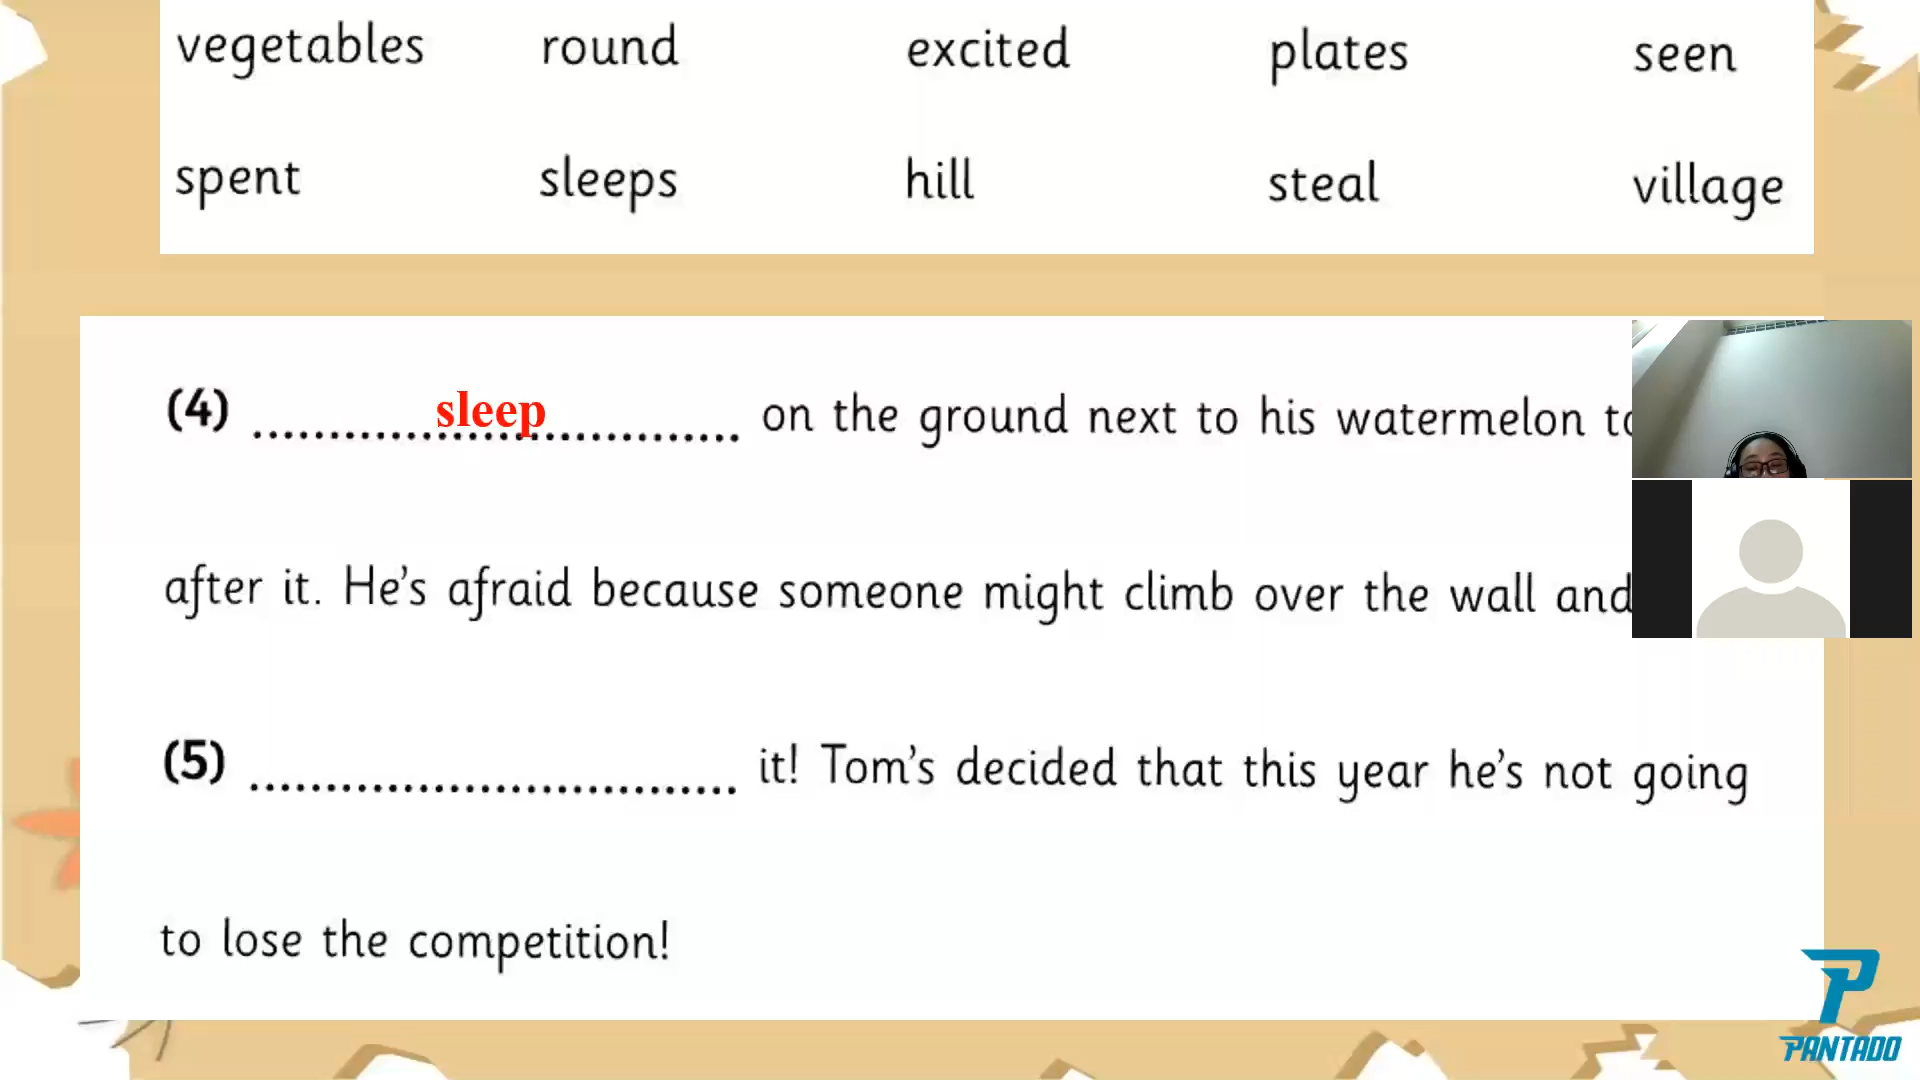 vegetables round excited plates seen
spent sleeps hill steal village
(4) sleep on the ground next to his watermelon
after it. He's afraid because someone might climb over the wall and
(5) it! Tom's decided that this year he's not going
to lose the competition!
PANTADO